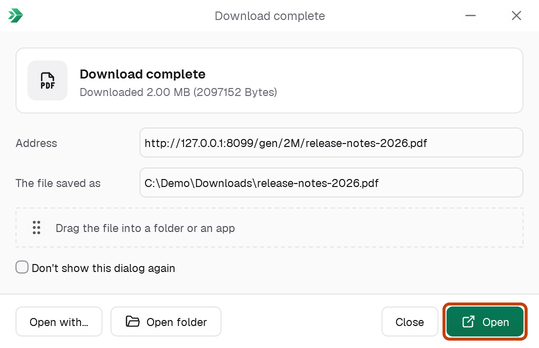 Download complete
PDF
Download complete
Downloaded 2.00 MB (2097152 Bytes)
Address
http://127.0.0.1:8099/gen/2M/release-notes-2026.pdf
The file saved as
C:\Demo\Downloads\release-notes-2026.pdf
Drag the file into a folder or an app
Don't show this dialog again
Open with...
Open folder
Close
Open